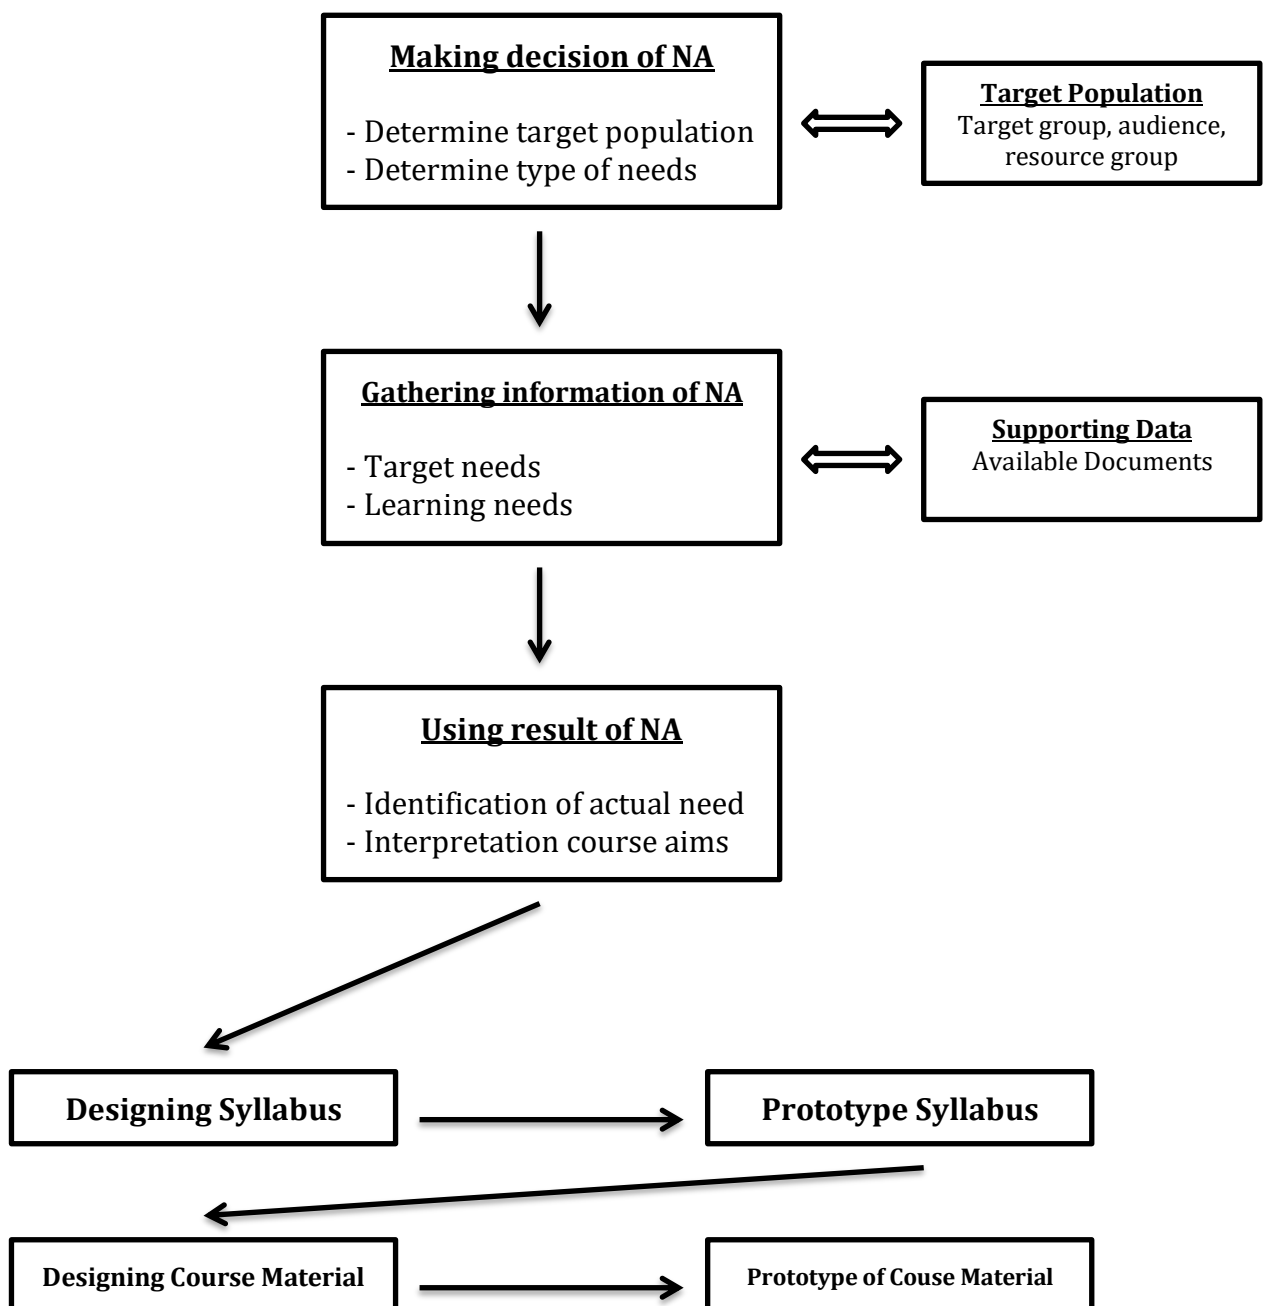 Making decision of NA
- Determine target population
- Determine type of needs
Target Population
Target group, audience,
resource group
Gathering information of NA
- Target needs
- Learning needs
Supporting Data
Available Documents
Using result of NA
- Identification of actual need
- Interpretation course aims
Designing Syllabus
Prototype Syllabus
Designing Course Material
Prototype of Couse Material